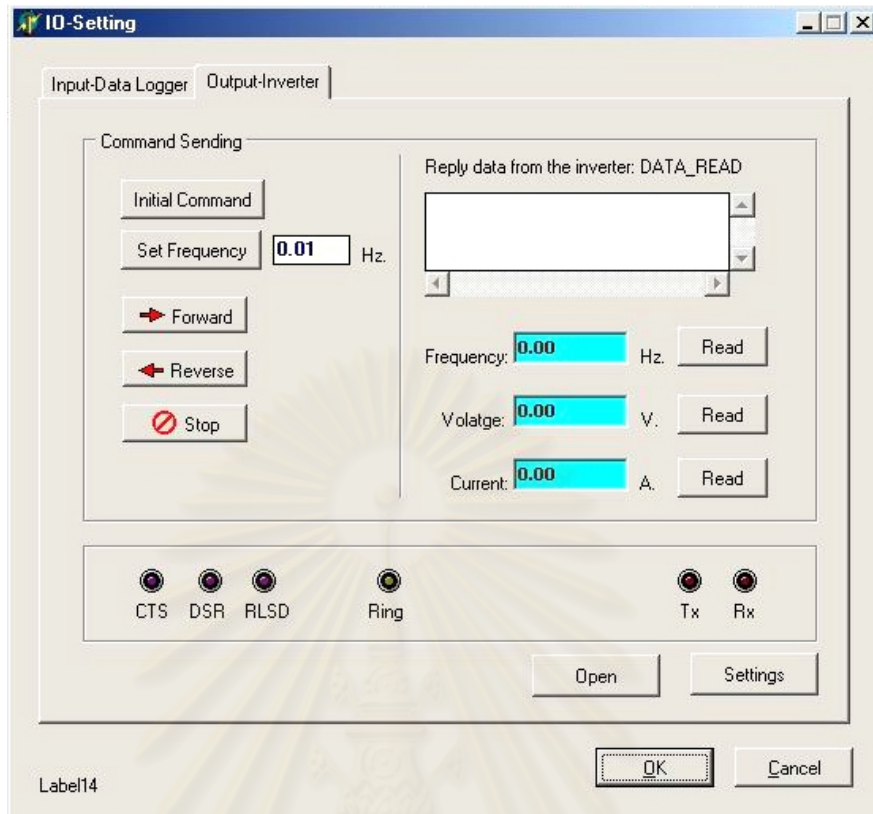 IO-Setting
Input-Data Logger
Output-Inverter
Command Sending
Initial Command
Set Frequency
0.01
Hz.
Forward
Reverse
Stop
Reply data from the inverter: DATA_READ
Frequency:
0.00
Hz.
Read
Volatge:
0.00
V.
Read
Current:
0.00
A.
Read
CTS
DSR
RLSD
Ring
Tx
Rx
Open
Settings
Label14
OK
Cancel